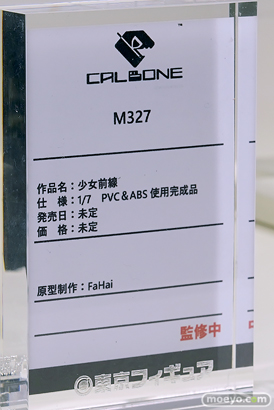 CALBONE
M327
作品名：少女前線
仕　様：1/7　PVC＆ABS 使用完成品
発売日：未定
価　格：未定
原型制作：FaHai
監修中
@東京フィギュア
moeyo.com